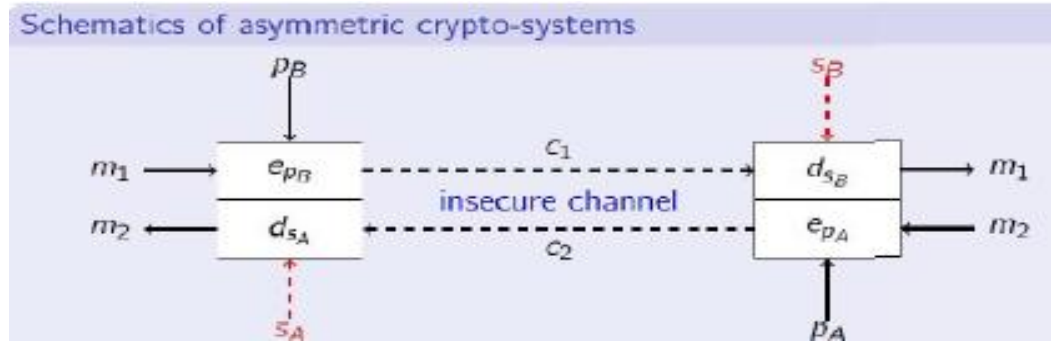 Schematics of asymmetric crypto-systems
p_B s_B
m_1 e_{p_B} c_1 d_{s_B} m_1
insecure channel
m_2 d_{s_A} c_2 e_{p_A} m_2
s_A p_A